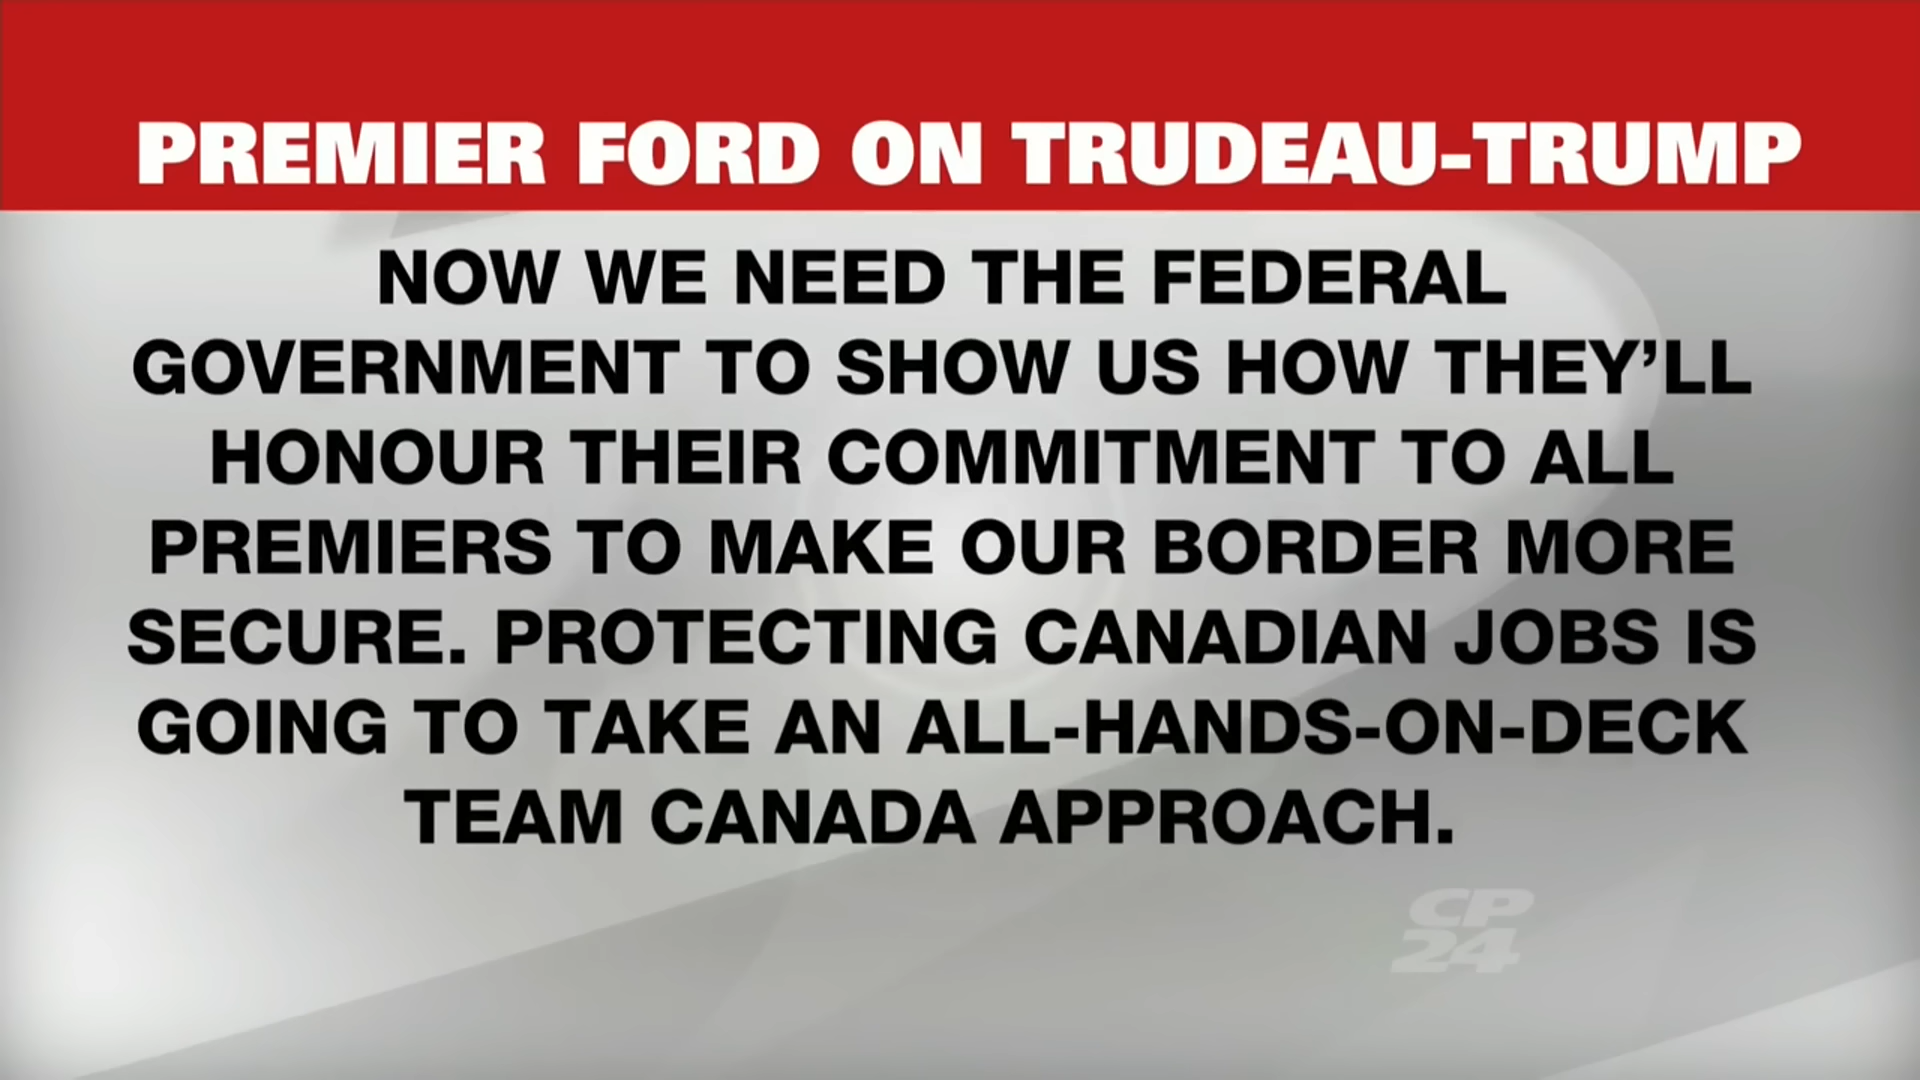 PREMIER FORD ON TRUDEAU-TRUMP
NOW WE NEED THE FEDERAL
GOVERNMENT TO SHOW US HOW THEY’LL
HONOUR THEIR COMMITMENT TO ALL
PREMIERS TO MAKE OUR BORDER MORE
SECURE. PROTECTING CANADIAN JOBS IS
GOING TO TAKE AN ALL-HANDS-ON-DECK
TEAM CANADA APPROACH.
CP
24